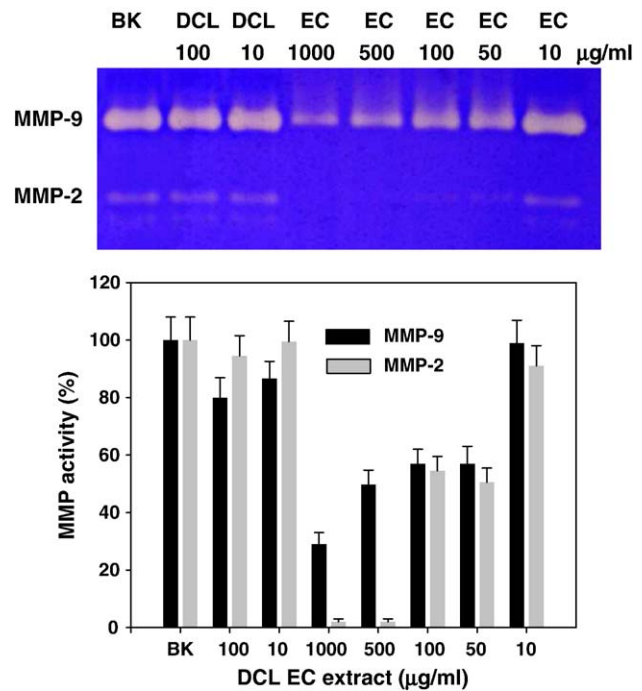 BK DCL DCL EC EC EC EC EC
100 10 1000 500 100 50 10 μg/ml
MMP-9
MMP-2
120
100
80
60
40
20
0
MMP activity (%)
MMP-9
MMP-2
BK 100 10 1000 500 100 50 10
DCL EC extract (μg/ml)